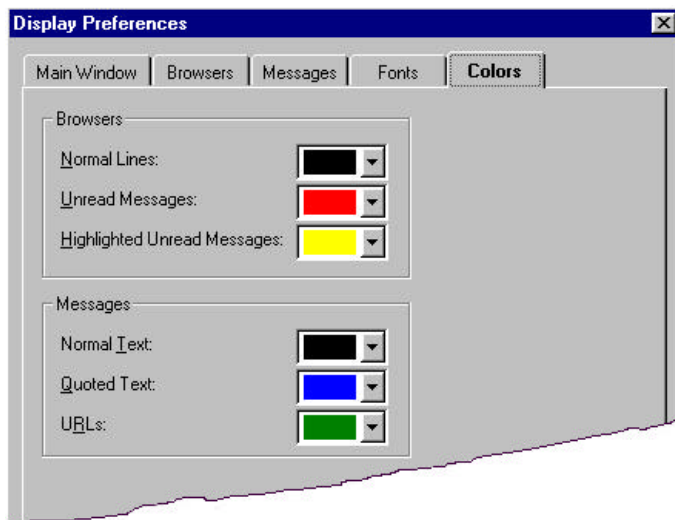 Display Preferences
Main Window Browsers Messages Fonts Colors
Browsers
Normal Lines:
Unread Messages:
Highlighted Unread Messages:
Messages
Normal Text:
Quoted Text:
URLs: